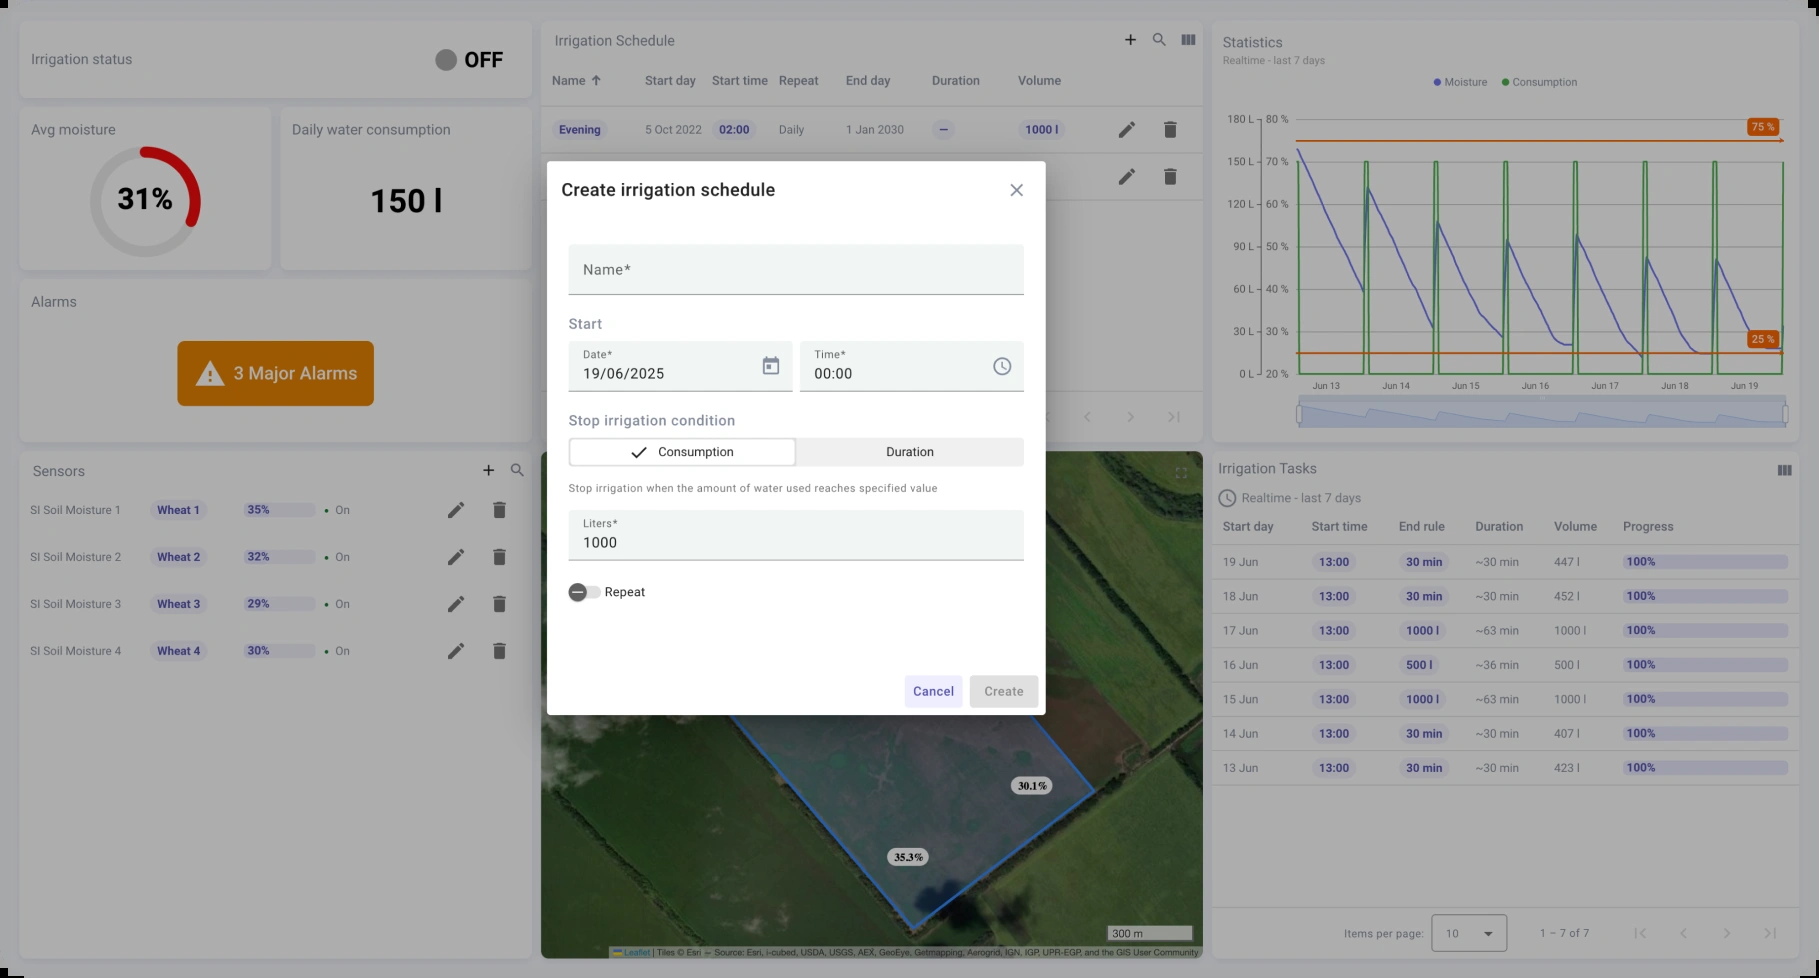 Irrigation status
OFF
Avg moisture
31%
Daily water consumption
150 l
Alarms
3 Major Alarms
Sensors
SI Soil Moisture 1 Wheat 1 35% On
SI Soil Moisture 2 Wheat 2 32% On
SI Soil Moisture 3 Wheat 3 29% On
SI Soil Moisture 4 Wheat 4 30% On
Irrigation Schedule
Name Start day Start time Repeat End day Duration Volume
Evening 5 Oct 2022 02:00 Daily 1 Jan 2030 – 1000 l
Create irrigation schedule
Name*
Start
Date*
19/06/2025
Time*
00:00
Stop irrigation condition
Consumption
Duration
Stop irrigation when the amount of water used reaches specified value
Liters*
1000
Repeat
Cancel
Create
30.1%
35.3%
300 m
Leaflet | Tiles © Esri — Source: Esri, i-cubed, USDA, USGS, AEX, GeoEye, Getmapping, Aerogrid, IGN, IGP, UPR-EGP, and the GIS User Community
Statistics
Realtime - last 7 days
Moisture Consumption
180 L 80 %
150 L 70 %
120 L 60 %
90 L 50 %
60 L 40 %
30 L 30 %
0 L 20 %
75 %
25 %
Jun 13 Jun 14 Jun 15 Jun 16 Jun 17 Jun 18 Jun 19
Irrigation Tasks
Realtime - last 7 days
Start day Start time End rule Duration Volume Progress
19 Jun 13:00 30 min ~30 min 447 l 100%
18 Jun 13:00 30 min ~30 min 452 l 100%
17 Jun 13:00 1000 l ~63 min 1000 l 100%
16 Jun 13:00 500 l ~36 min 500 l 100%
15 Jun 13:00 1000 l ~63 min 1000 l 100%
14 Jun 13:00 30 min ~30 min 407 l 100%
13 Jun 13:00 30 min ~30 min 423 l 100%
Items per page: 10 1 – 7 of 7